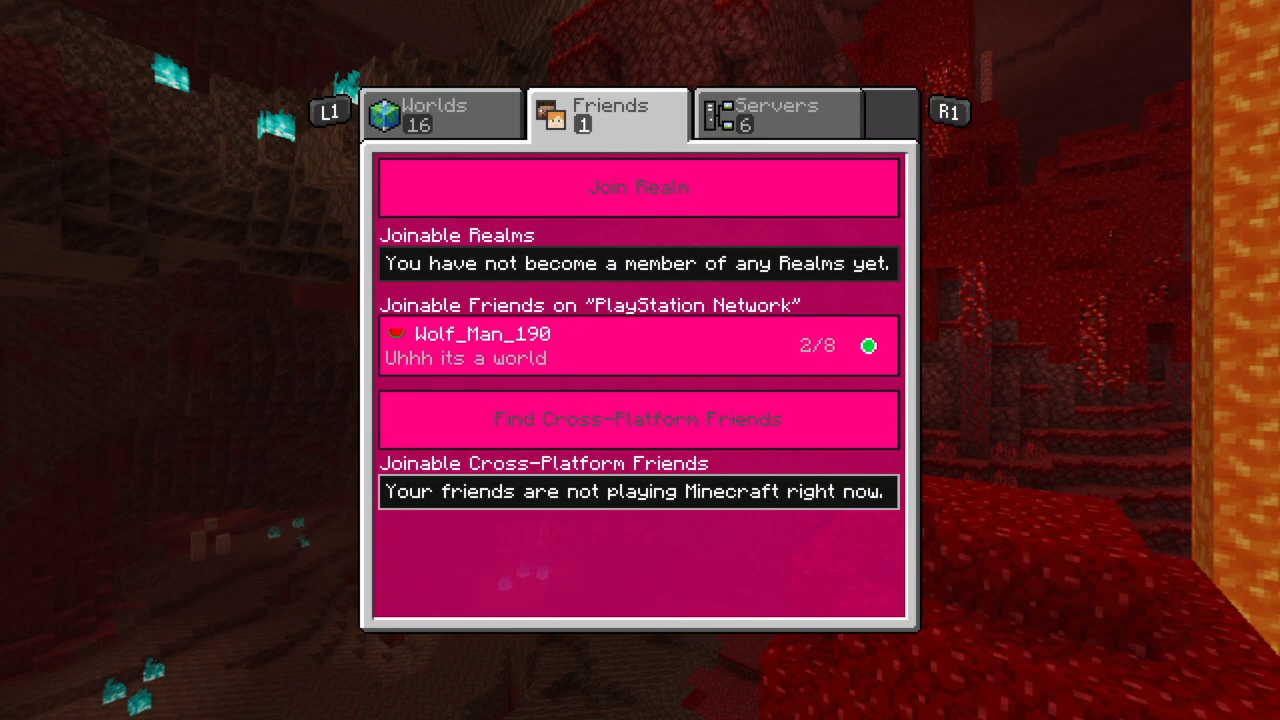 L1
Worlds
16
Friends
1
Servers
6
R1
Join Realm
Joinable Realms
You have not become a member of any Realms yet.
Joinable Friends on "PlayStation Network"
Wolf_Man_190
Uhhh its a world
2/8
Find Cross-Platform Friends
Joinable Cross-Platform Friends
Your friends are not playing Minecraft right now.